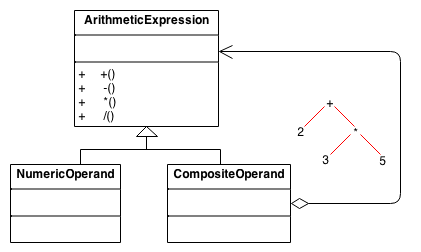 ArithmeticExpression
+ +()
+ -()
+ *()
+ /()
NumericOperand
CompositeOperand
+
2 *
3 5